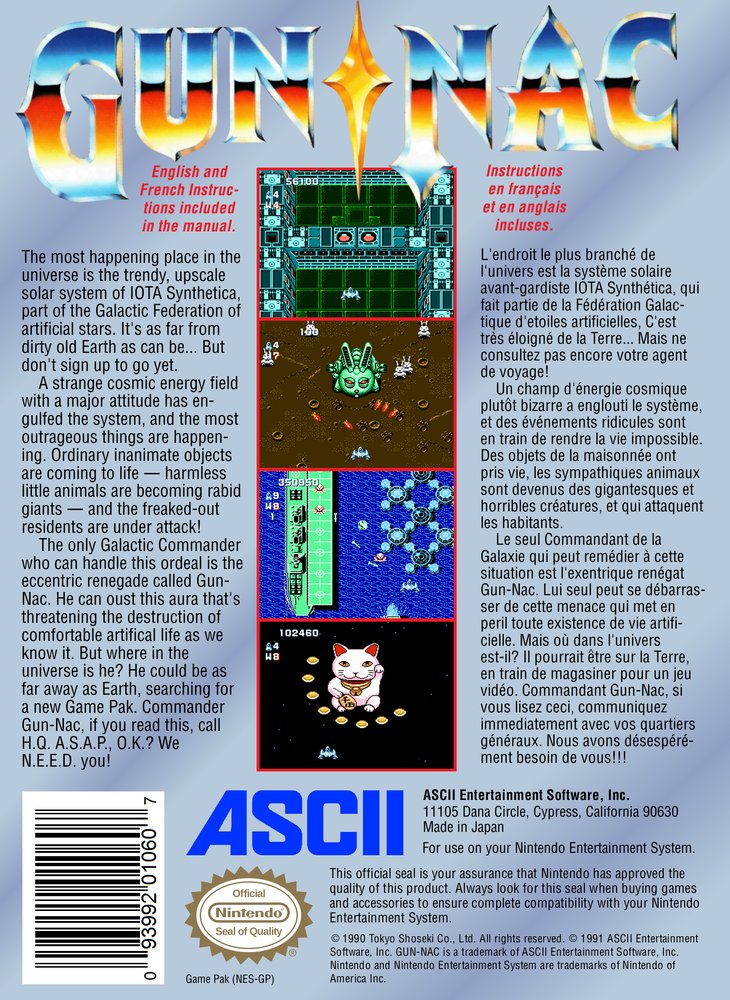 GUN NAC
English and
French Instruc-
tions included
in the manual.
Instructions
en français
et en anglais
incluses.
The most happening place in the
universe is the trendy, upscale
solar system of IOTA Synthetica,
part of the Galactic Federation of
artificial stars. It's as far from
dirty old Earth as can be... But
don't sign up to go yet.
A strange cosmic energy field
with a major attitude has en-
gulfed the system, and the most
outrageous things are happen-
ing. Ordinary inanimate objects
are coming to life — harmless
little animals are becoming rabid
giants — and the freaked-out
residents are under attack!
The only Galactic Commander
who can handle this ordeal is the
eccentric renegade called Gun-
Nac. He can oust this aura that's
threatening the destruction of
comfortable artifical life as we
know it. But where in the
universe is he? He could be as
far away as Earth, searching for
a new Game Pak. Commander
Gun-Nac, if you read this, call
H.Q. A.S.A.P., O.K.? We
N.E.E.D. you!
56100
4
W4
100
4
7
350950
9
W8
1
102460
4
W8
L'endroit le plus branché de
l'univers est la système solaire
avant-gardiste IOTA Synthética, qui
fait partie de la Fédération Galac-
tique d'etoiles artificielles, C'est
très éloigné de la Terre... Mais ne
consultez pas encore votre agent
de voyage!
Un champ d'énergie cosmique
plutôt bizarre a englouti le système,
et des événements ridicules sont
en train de rendre la vie impossible.
Des objets de la maisonnée ont
pris vie, les sympathiques animaux
sont devenus des gigantesques et
horribles créatures, et qui attaquent
les habitants.
Le seul Commandant de la
Galaxie qui peut remédier à cette
situation est l'exentrique renégat
Gun-Nac. Lui seul peut se débarras-
ser de cette menace qui met en
peril toute existence de vie artifi-
cielle. Mais où dans l'univers
est-il? Il pourrait être sur la Terre,
en train de magasiner pour un jeu
vidéo. Commandant Gun-Nac, si
vous lisez ceci, communiquez
immediatement avec vos quartiers
généraux. Nous avons désespéré-
ment besoin de vous!!!
0 93992 01060 7
ASCII
ASCII Entertainment Software, Inc.
11105 Dana Circle, Cypress, California 90630
Made in Japan
For use on your Nintendo Entertainment System.
Official
Nintendo
Seal of Quality
®
Game Pak (NES-GP)
This official seal is your assurance that Nintendo has approved the
quality of this product. Always look for this seal when buying games
and accessories to ensure complete compatibility with your Nintendo
Entertainment System.
© 1990 Tokyo Shoseki Co., Ltd. All rights reserved. © 1991 ASCII Entertainment
Software, Inc. GUN-NAC is a trademark of ASCII Entertainment Software, Inc.
Nintendo and Nintendo Entertainment System are trademarks of Nintendo of
America Inc.